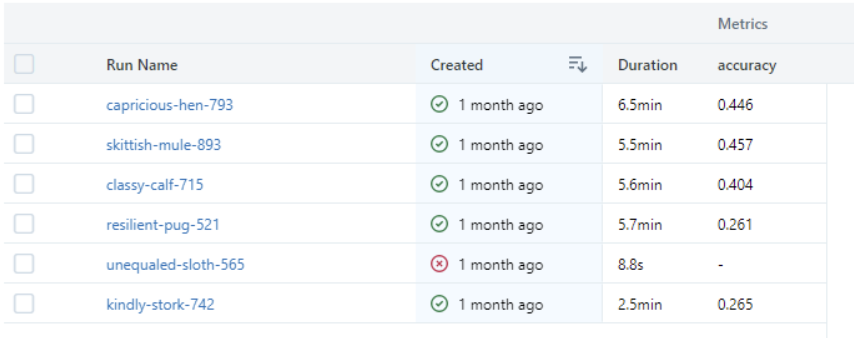 Metrics
Run Name Created Duration accuracy
capricious-hen-793 1 month ago 6.5min 0.446
skittish-mule-893 1 month ago 5.5min 0.457
classy-calf-715 1 month ago 5.6min 0.404
resilient-pug-521 1 month ago 5.7min 0.261
unequaled-sloth-565 1 month ago 8.8s -
kindly-stork-742 1 month ago 2.5min 0.265